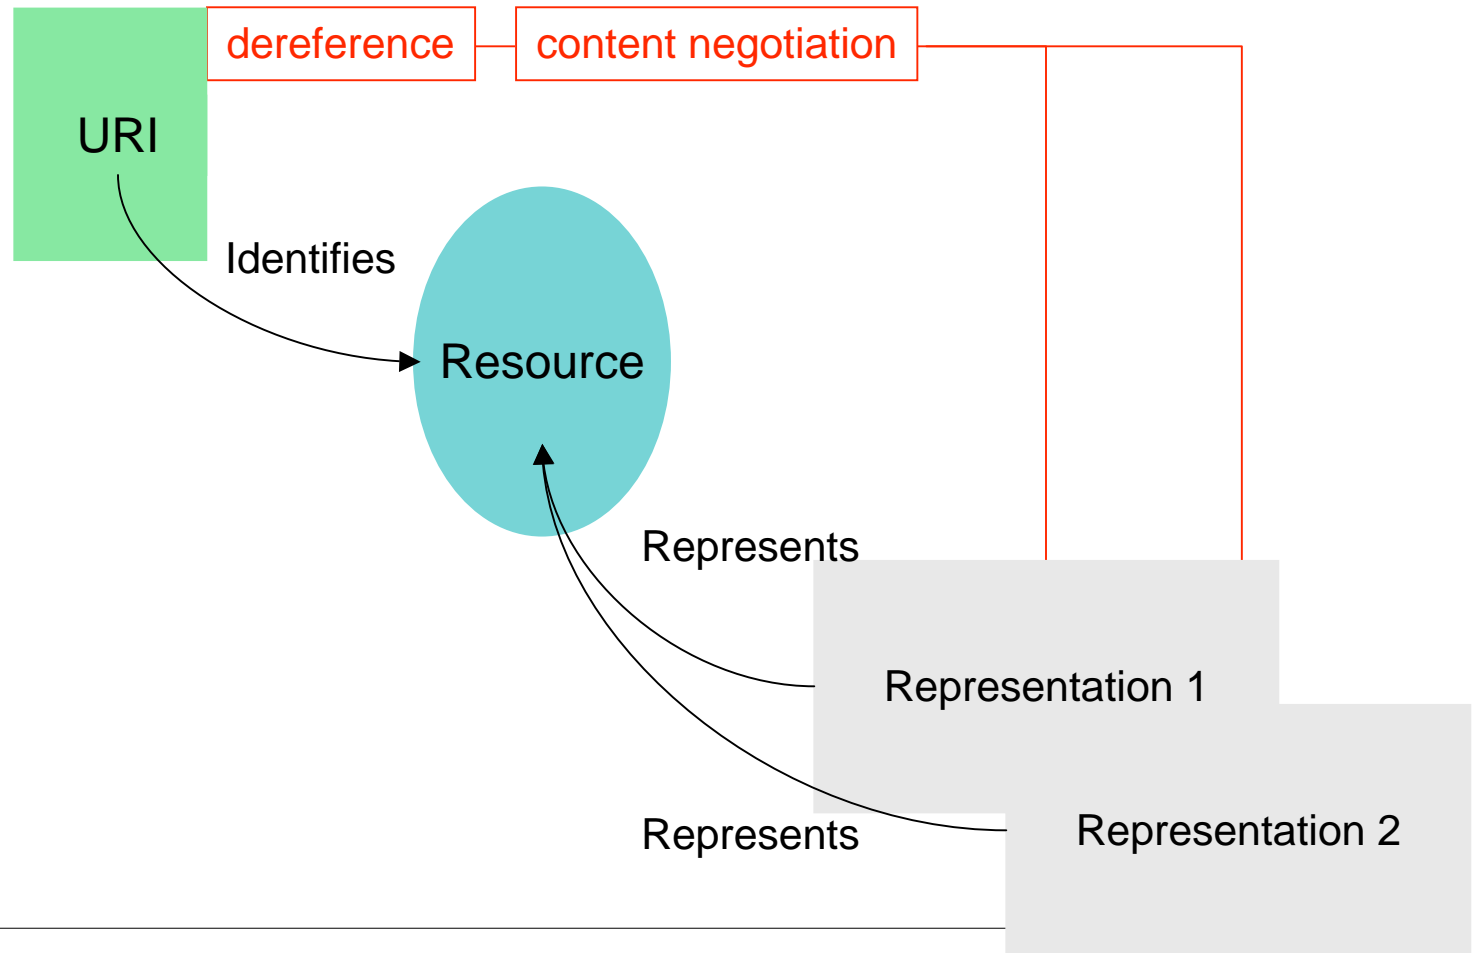 dereference
content negotiation
URI
Identifies
Resource
Represents
Representation 1
Represents
Representation 2